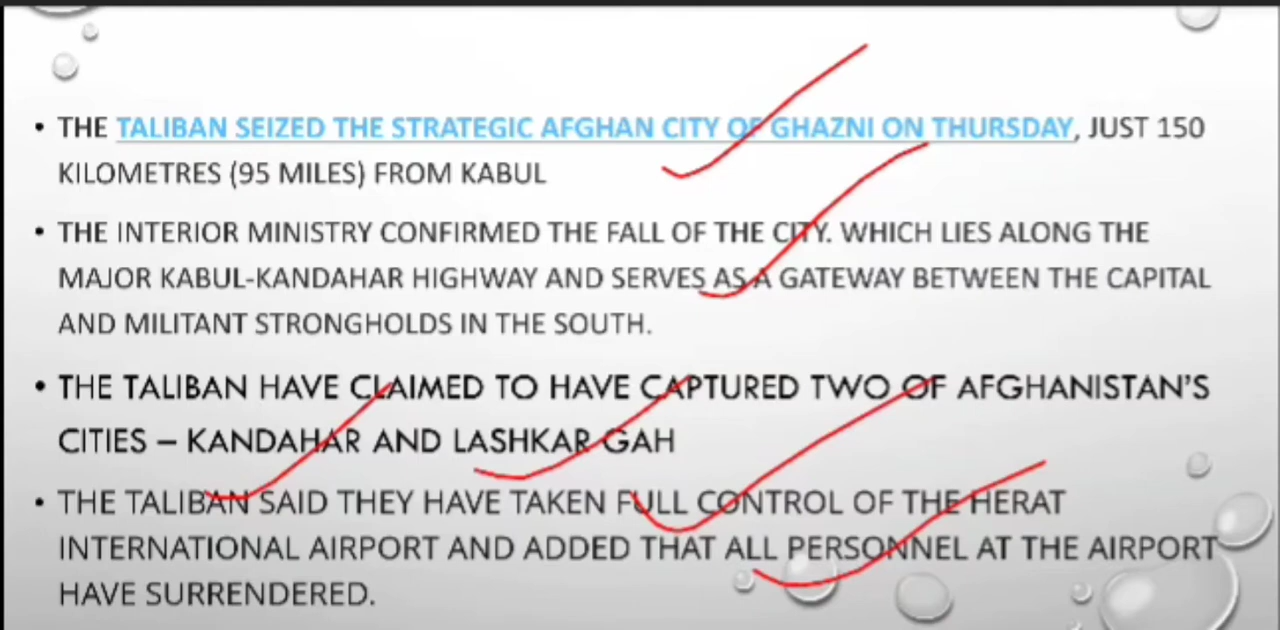 • THE TALIBAN SEIZED THE STRATEGIC AFGHAN CITY OF GHAZNI ON THURSDAY, JUST 150
KILOMETRES (95 MILES) FROM KABUL
• THE INTERIOR MINISTRY CONFIRMED THE FALL OF THE CITY. WHICH LIES ALONG THE
MAJOR KABUL-KANDAHAR HIGHWAY AND SERVES AS A GATEWAY BETWEEN THE CAPITAL
AND MILITANT STRONGHOLDS IN THE SOUTH.
• THE TALIBAN HAVE CLAIMED TO HAVE CAPTURED TWO OF AFGHANISTAN'S
CITIES – KANDAHAR AND LASHKAR GAH
• THE TALIBAN SAID THEY HAVE TAKEN FULL CONTROL OF THE HERAT
INTERNATIONAL AIRPORT AND ADDED THAT ALL PERSONNEL AT THE AIRPORT
HAVE SURRENDERED.